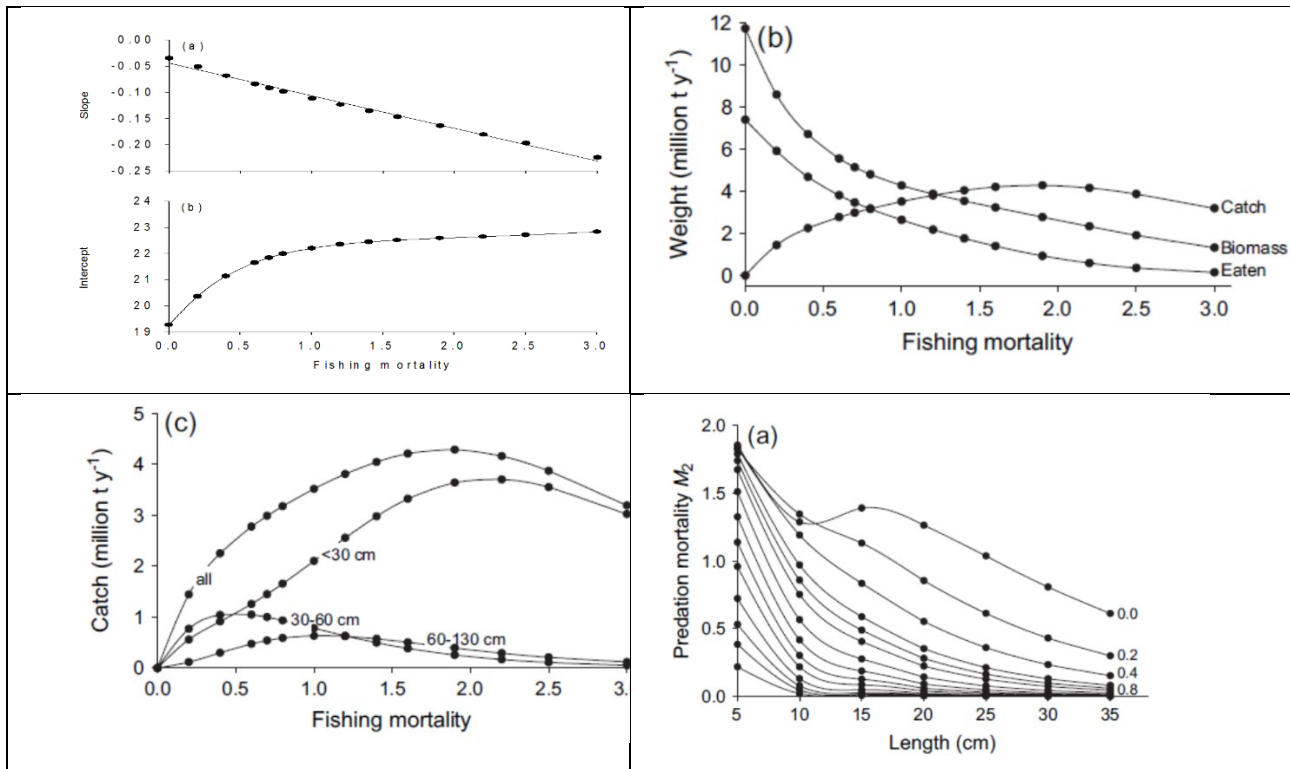 (a)
0.00
-0.05
-0.10
-0.15
-0.20
-0.25
Slope
(b)
24
23
22
21
20
19
Intercept
0.0 0.5 1.0 1.5 2.0 2.5 3.0
Fishing mortality
(b)
12
10
8
6
4
2
0
Weight (million t y⁻¹)
Catch
Biomass
Eaten
0.0 0.5 1.0 1.5 2.0 2.5 3.0
Fishing mortality
(c)
5
4
3
2
1
0
Catch (million t y⁻¹)
all
<30 cm
30-60 cm
60-130 cm
0.0 0.5 1.0 1.5 2.0 2.5 3.
Fishing mortality
(a)
2.0
1.5
1.0
0.5
0.0
Predation mortality M₂
0.0
0.2
0.4
0.8
5 10 15 20 25 30 35
Length (cm)